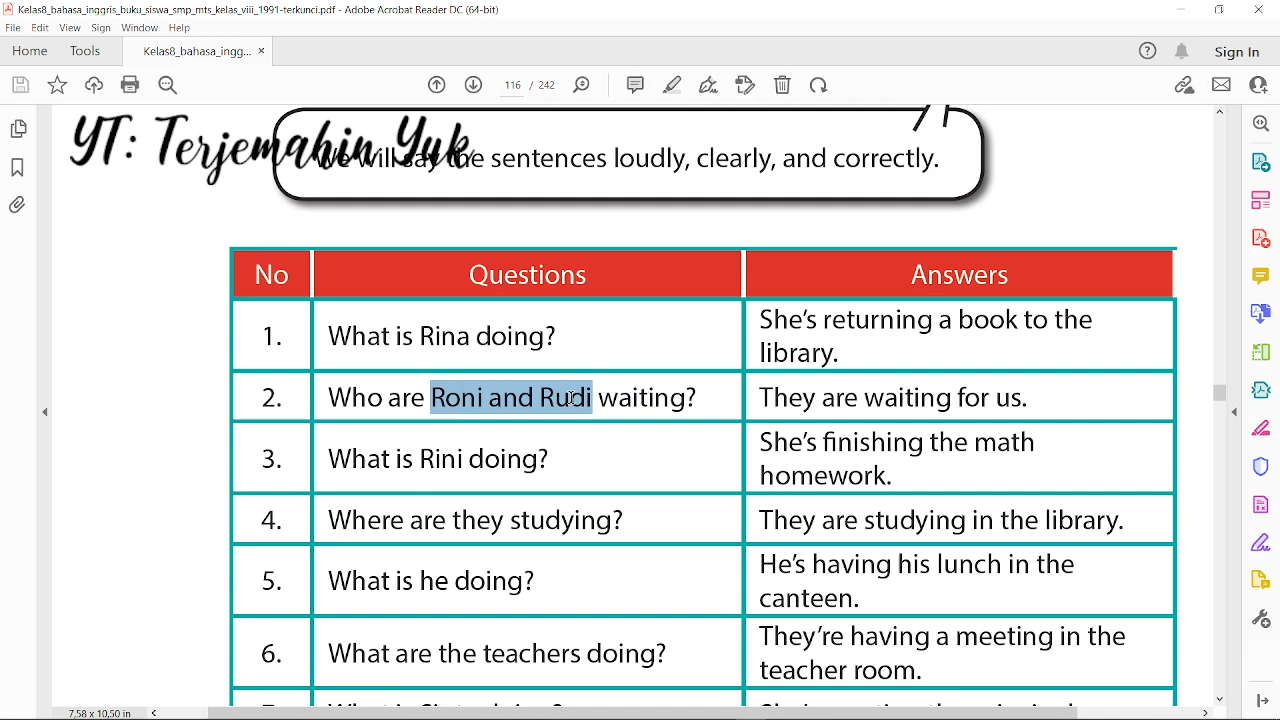 Kelas8_bahasa_inggris_buku_siswa_smp_mts_kelas_viii_1991-terkunci.pdf - Adobe Acrobat Reader DC (64-bit)
File Edit View Sign Window Help
Home Tools Kelas8_bahasa_ingg... × Sign In
116 / 242
YT: Terjemahin Yuk
We will say the sentences loudly, clearly, and correctly.
No Questions Answers
1. What is Rina doing? She's returning a book to the
library.
2. Who are Roni and Rudi waiting? They are waiting for us.
3. What is Rini doing? She's finishing the math
homework.
4. Where are they studying? They are studying in the library.
5. What is he doing? He's having his lunch in the
canteen.
6. What are the teachers doing? They're having a meeting in the
teacher room.
7,58 x 10,50 in